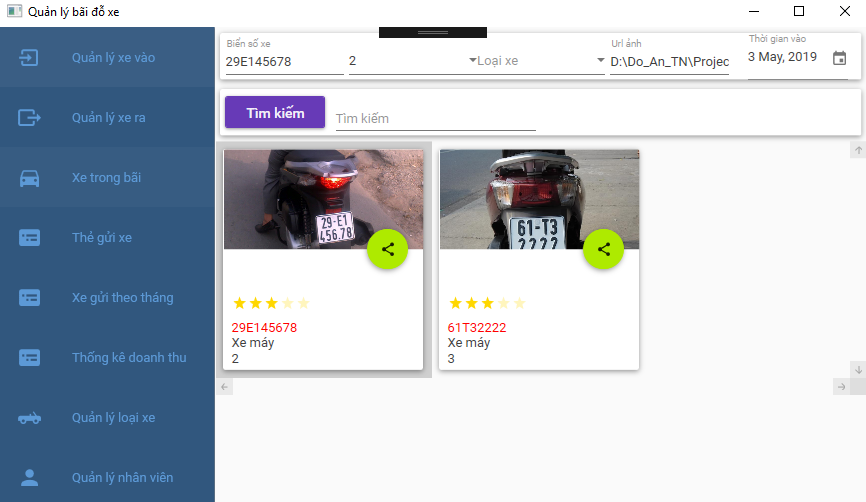 Quản lý bãi đỗ xe
Quản lý xe vào
Quản lý xe ra
Xe trong bãi
Thẻ gửi xe
Xe gửi theo tháng
Thống kê doanh thu
Quản lý loại xe
Quản lý nhân viên
Biển số xe
29E145678
2
Loại xe
Url ảnh
D:\Do_An_TN\Projec
Thời gian vào
3 May, 2019
Tìm kiếm
Tìm kiếm
29-E1
456.78
29E145678
Xe máy
2
61-T3
2222
61T32222
Xe máy
3